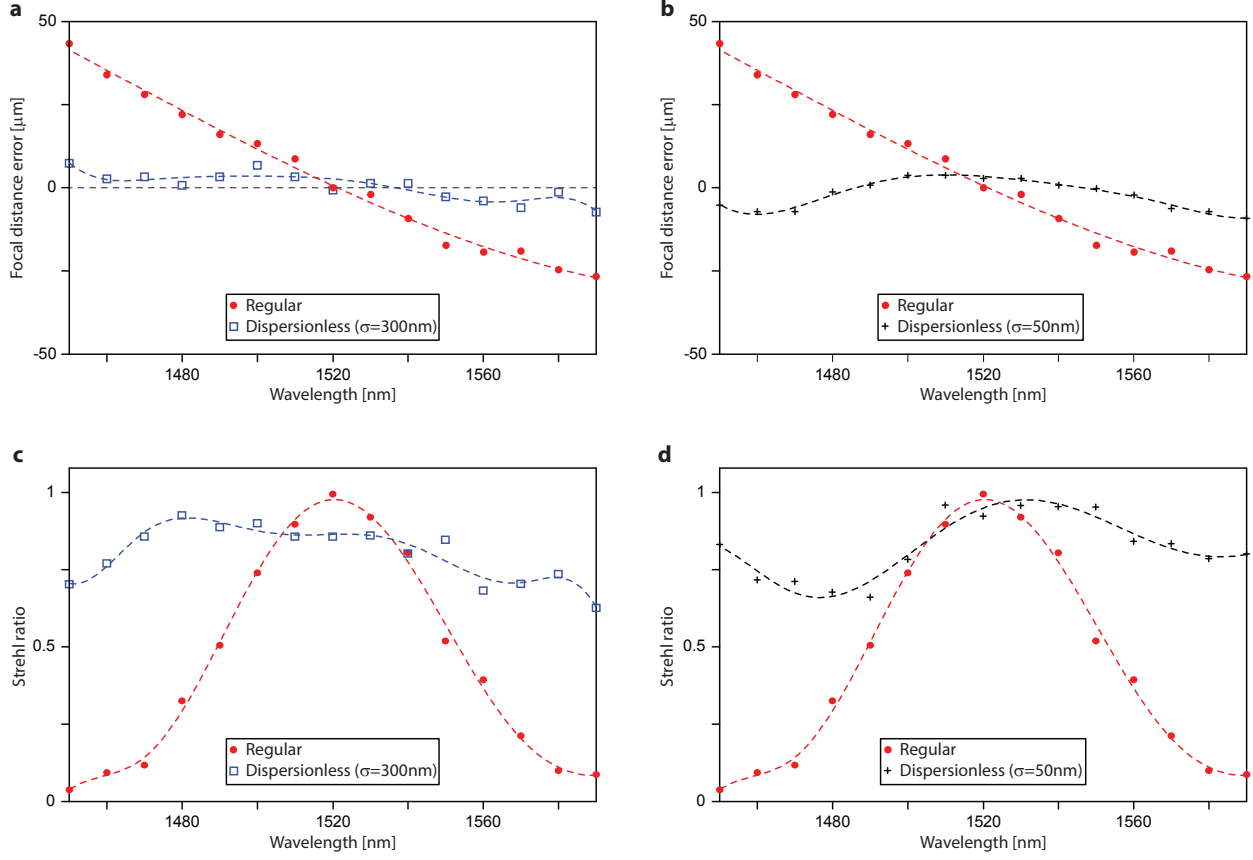 a
50
0
-50
Focal distance error [μm]
Regular
Dispersionless (σ=300nm)
1480
1520
1560
Wavelength [nm]
b
50
0
-50
Focal distance error [μm]
Regular
Dispersionless (σ=50nm)
1480
1520
1560
Wavelength [nm]
c
1
0.5
0
Strehl ratio
Regular
Dispersionless (σ=300nm)
1480
1520
1560
Wavelength [nm]
d
1
0.5
0
Strehl ratio
Regular
Dispersionless (σ=50nm)
1480
1520
1560
Wavelength [nm]